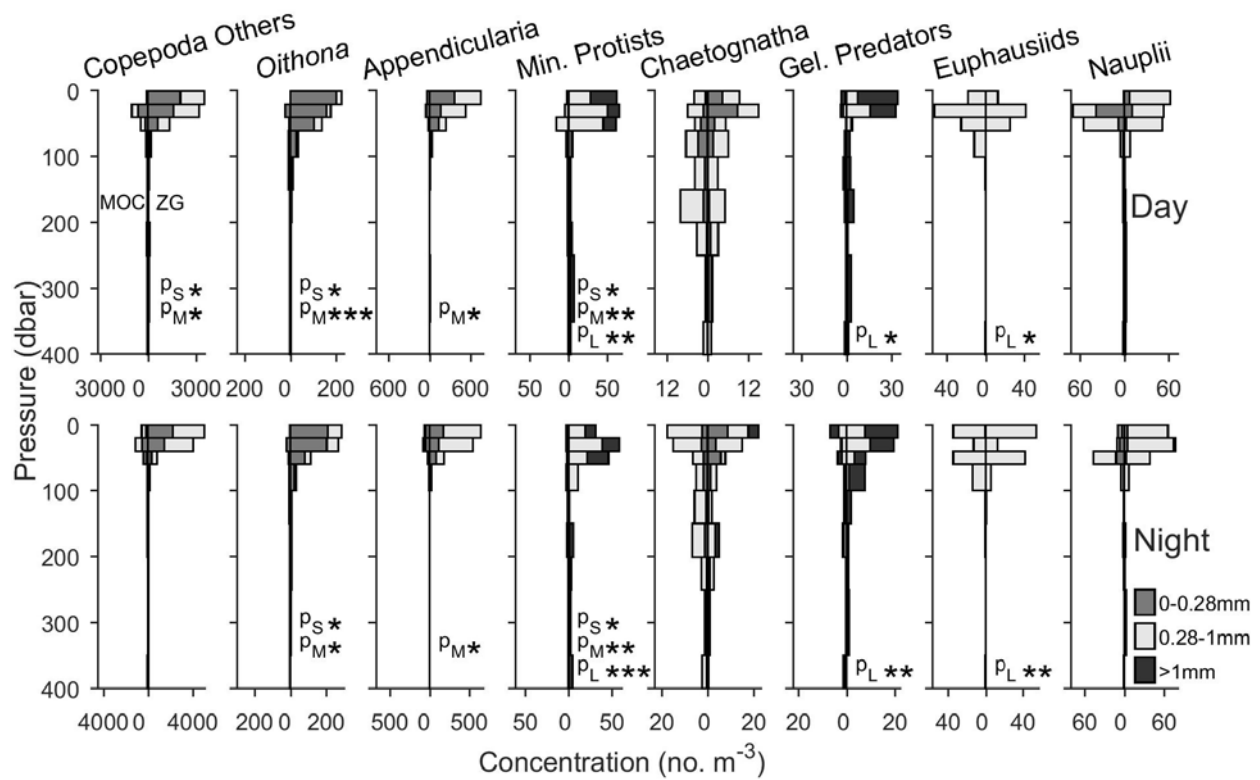 Copepoda Others
Oithona
Appendicularia
Min. Protists
Chaetognatha
Gel. Predators
Euphausiids
Nauplii
Pressure (dbar)
0
100
200
300
400
MOC ZG
Day
pS*
pM*
pS*
pM***
pM*
pS*
pM**
pL**
pL*
pL*
3000 0 3000
200 0 200
600 0 600
50 0 50
12 0 12
30 0 30
40 0 40
60 0 60
Pressure (dbar)
0
100
200
300
400
Night
pS*
pM*
pM*
pS*
pM**
pL***
pL**
pL**
0-0.28mm
0.28-1mm
>1mm
4000 0 4000
200 0 200
500 0 500
50 0 50
20 0 20
20 0 20
40 0 40
60 0 60
Concentration (no. m-3)